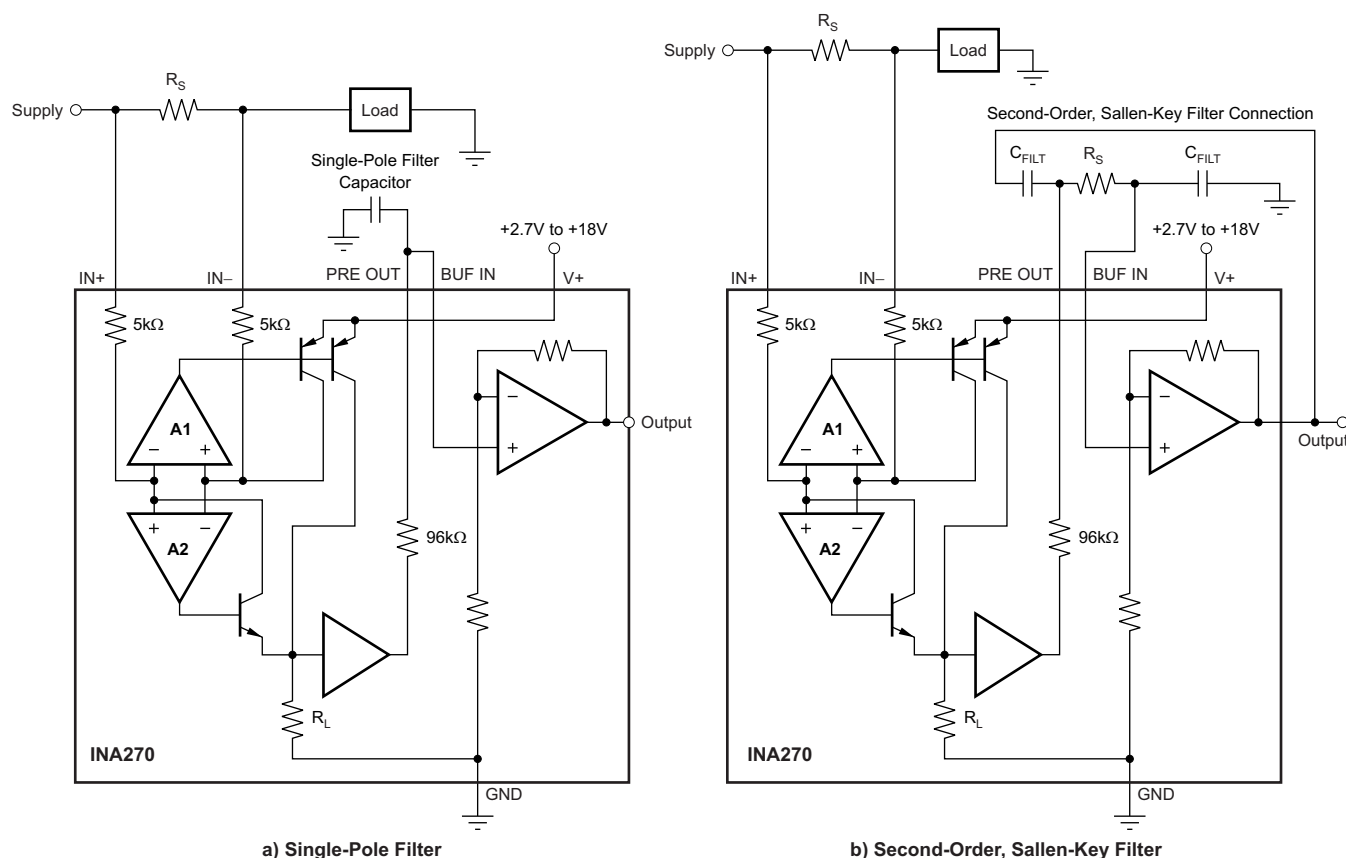 Supply
R_S
Load
Single-Pole Filter
Capacitor
+2.7V to +18V
IN+
IN−
PRE OUT
BUF IN
V+
5kΩ
5kΩ
A1
−
+
−
+
Output
+
−
A2
96kΩ
R_L
INA270
GND
a) Single-Pole Filter
R_S
Supply
Load
Second-Order, Sallen-Key Filter Connection
C_FILT
R_S
C_FILT
+2.7V to +18V
IN+
IN−
PRE OUT
BUF IN
V+
5kΩ
5kΩ
A1
−
+
−
+
Output
+
−
A2
96kΩ
R_L
INA270
GND
b) Second-Order, Sallen-Key Filter